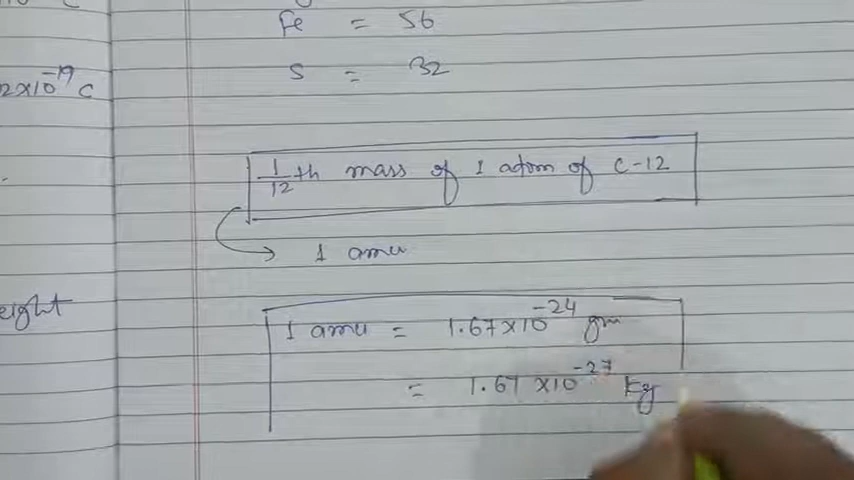 Fe = 56
2x10^-19 C
S = 32
1/12 th mass of 1 atom of C-12
1 amu
eight
1 amu = 1.67x10^-24 gm
= 1.67 x10^-27 Kg